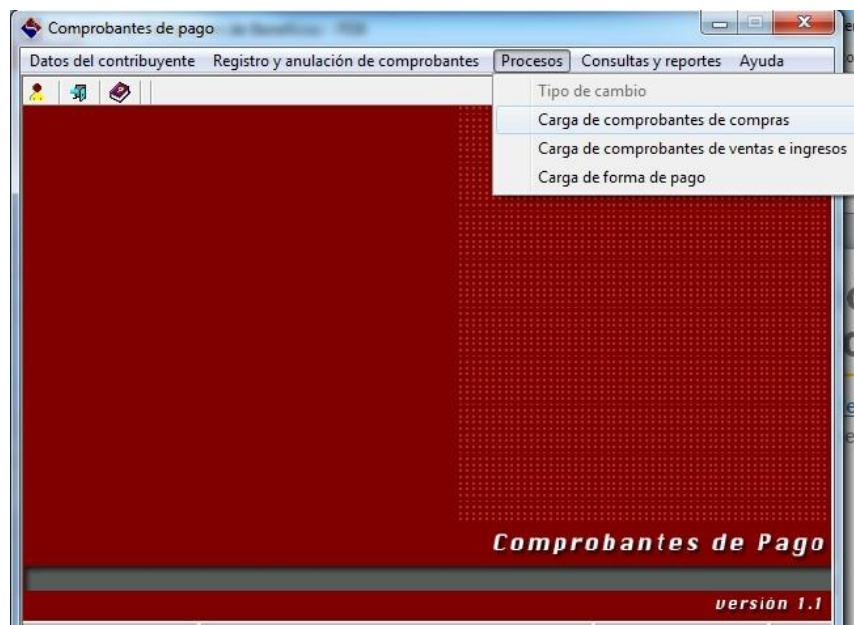 Comprobantes de pago
Datos del contribuyente Registro y anulación de comprobantes Procesos Consultas y reportes Ayuda
Tipo de cambio
Carga de comprobantes de compras
Carga de comprobantes de ventas e ingresos
Carga de forma de pago
Comprobantes de Pago
versión 1.1